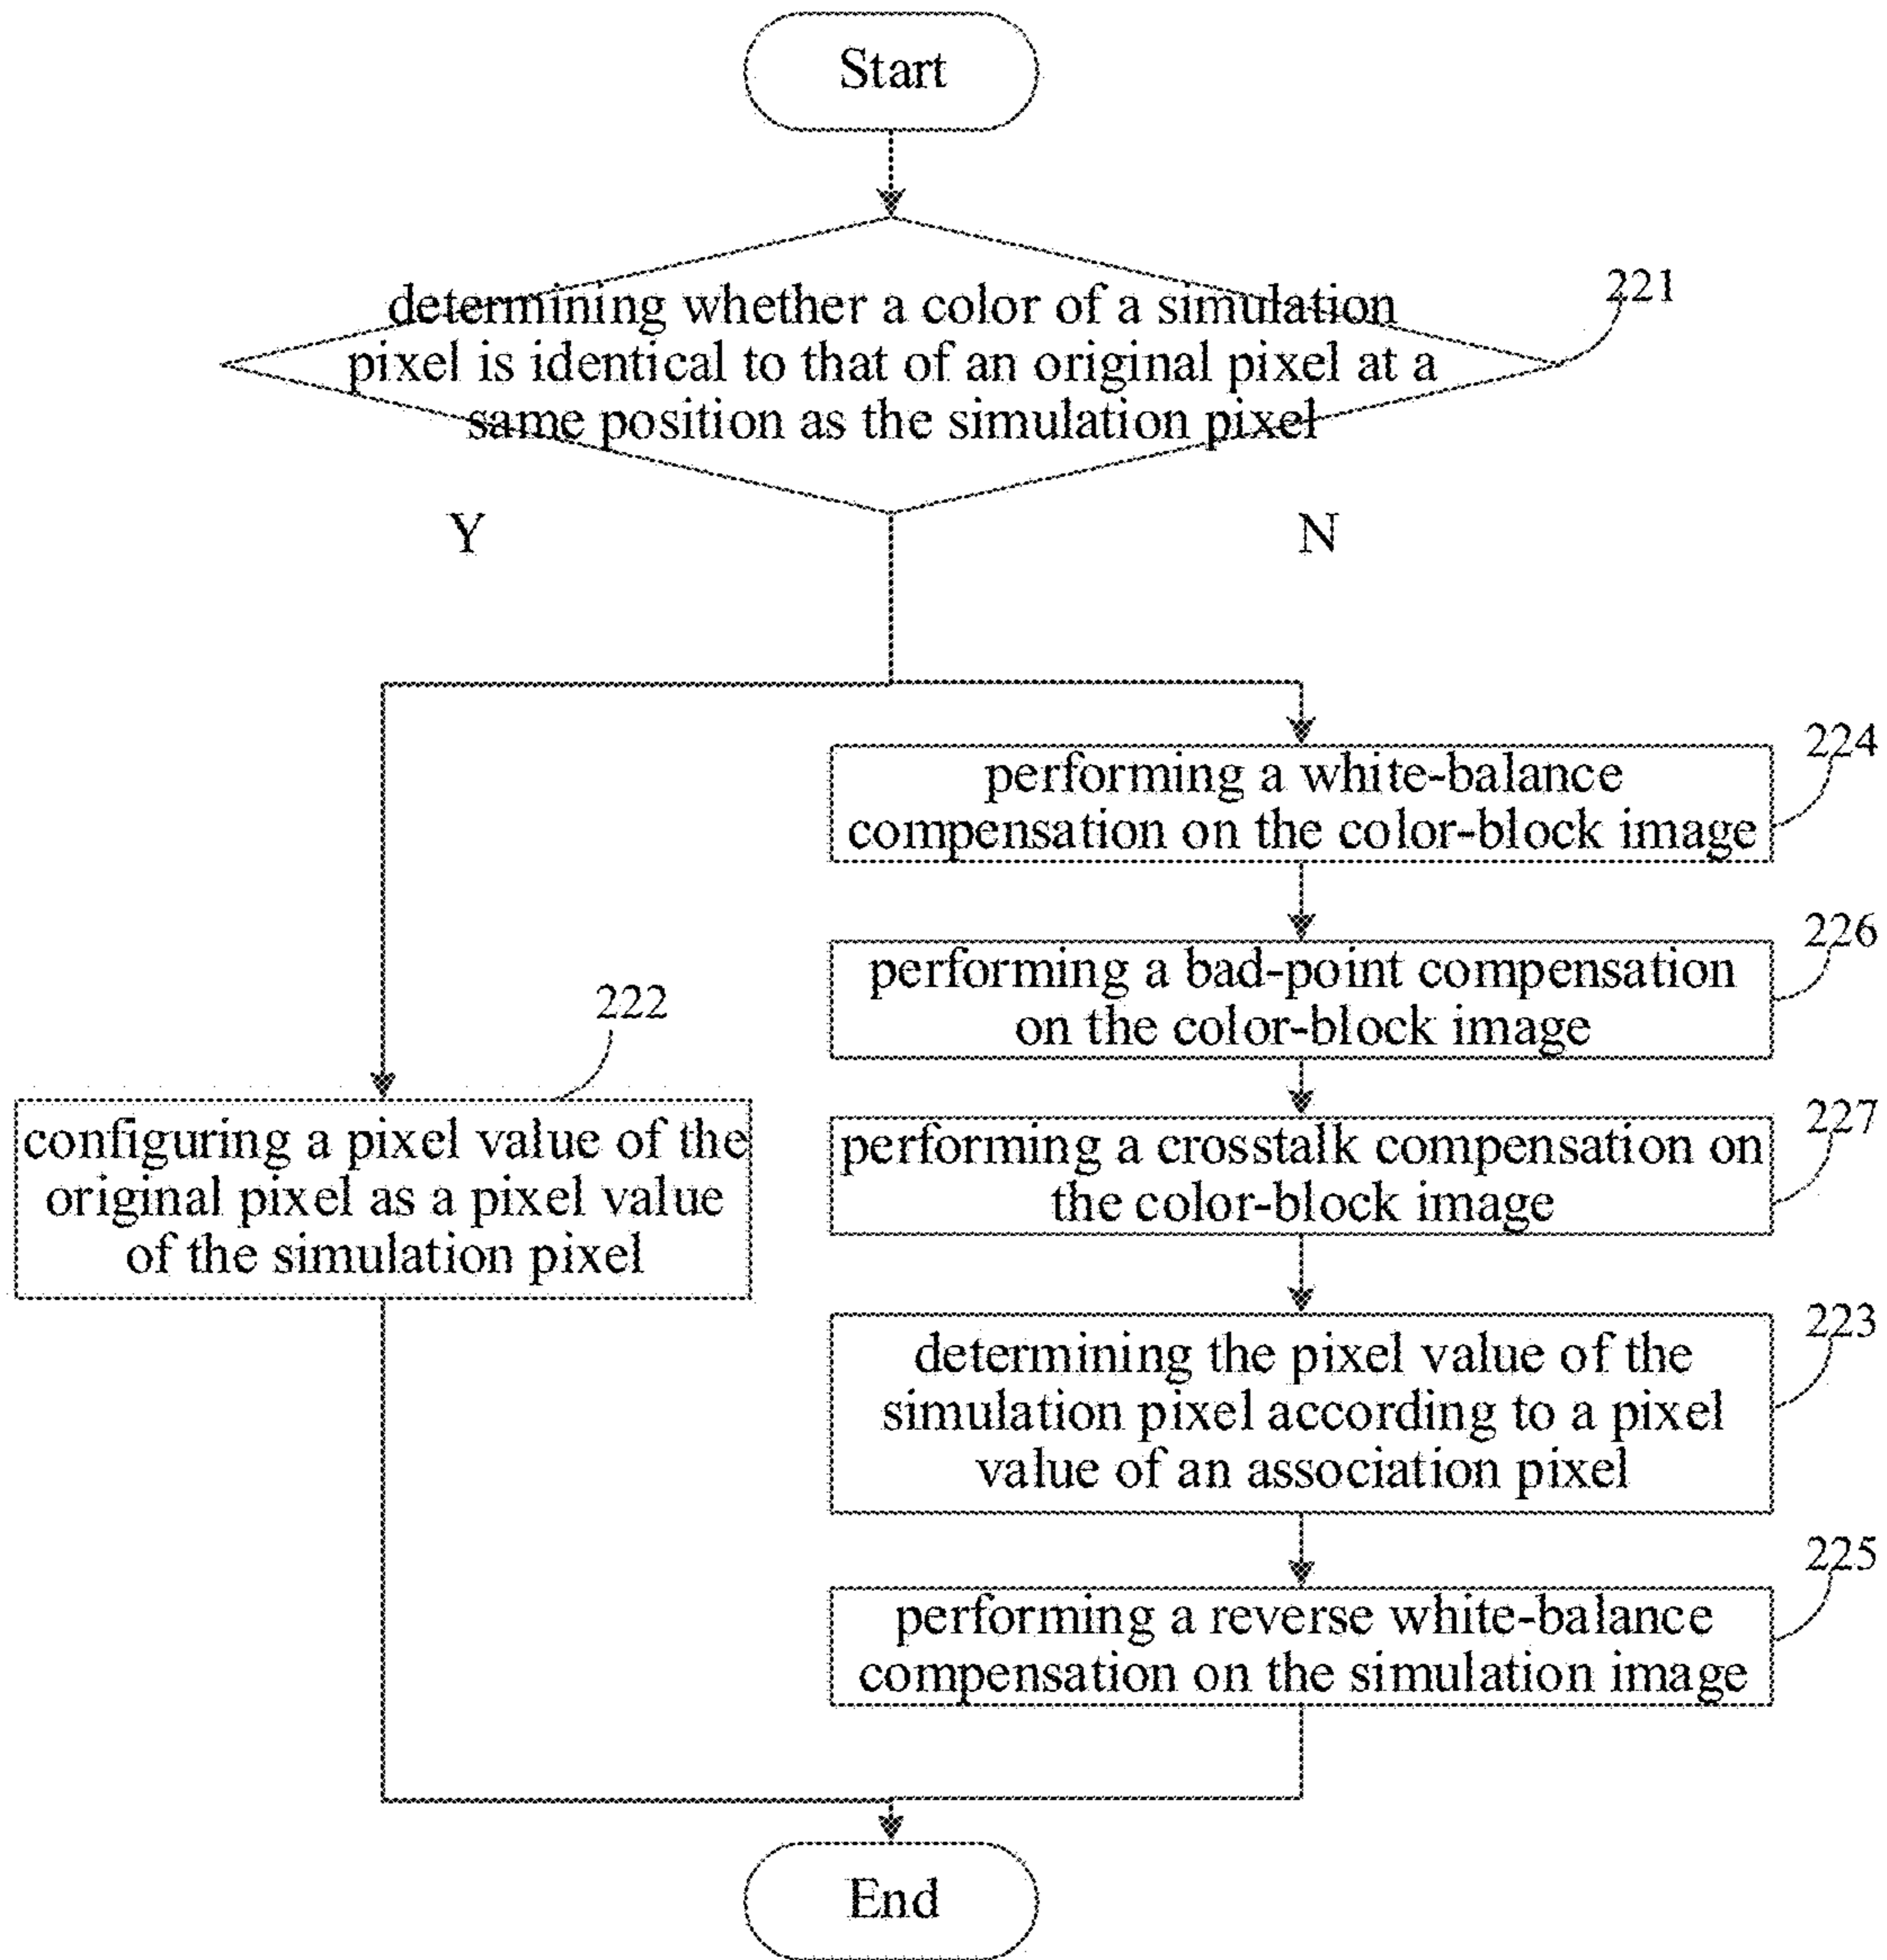 Start
determining whether a color of a simulation
pixel is identical to that of an original pixel at a
same position as the simulation pixel
221
Y
N
performing a white-balance
compensation on the color-block image
224
performing a bad-point compensation
on the color-block image
226
222
configuring a pixel value of the
original pixel as a pixel value
of the simulation pixel
performing a crosstalk compensation on
the color-block image
227
determining the pixel value of the
simulation pixel according to a pixel
value of an association pixel
223
performing a reverse white-balance
compensation on the simulation image
225
End